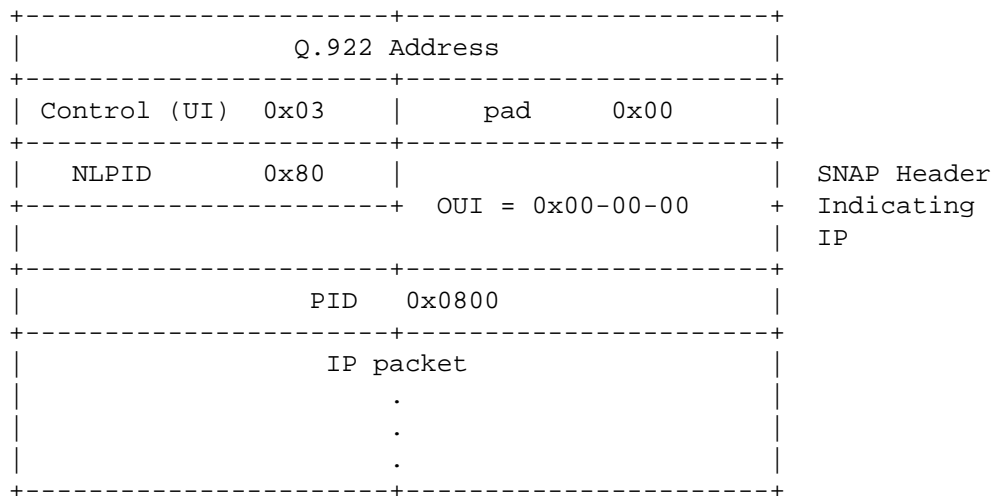 Q.922 Address
Control (UI) 0x03 pad 0x00
NLPID 0x80 SNAP Header
OUI = 0x00-00-00 Indicating
IP
PID 0x0800
IP packet
.
.
.